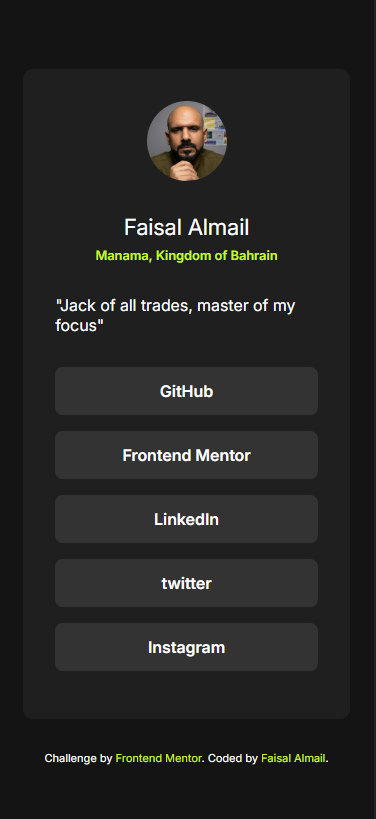 Faisal Almail
Manama, Kingdom of Bahrain
"Jack of all trades, master of my
focus"
GitHub
Frontend Mentor
LinkedIn
twitter
Instagram
Challenge by Frontend Mentor. Coded by Faisal Almail.